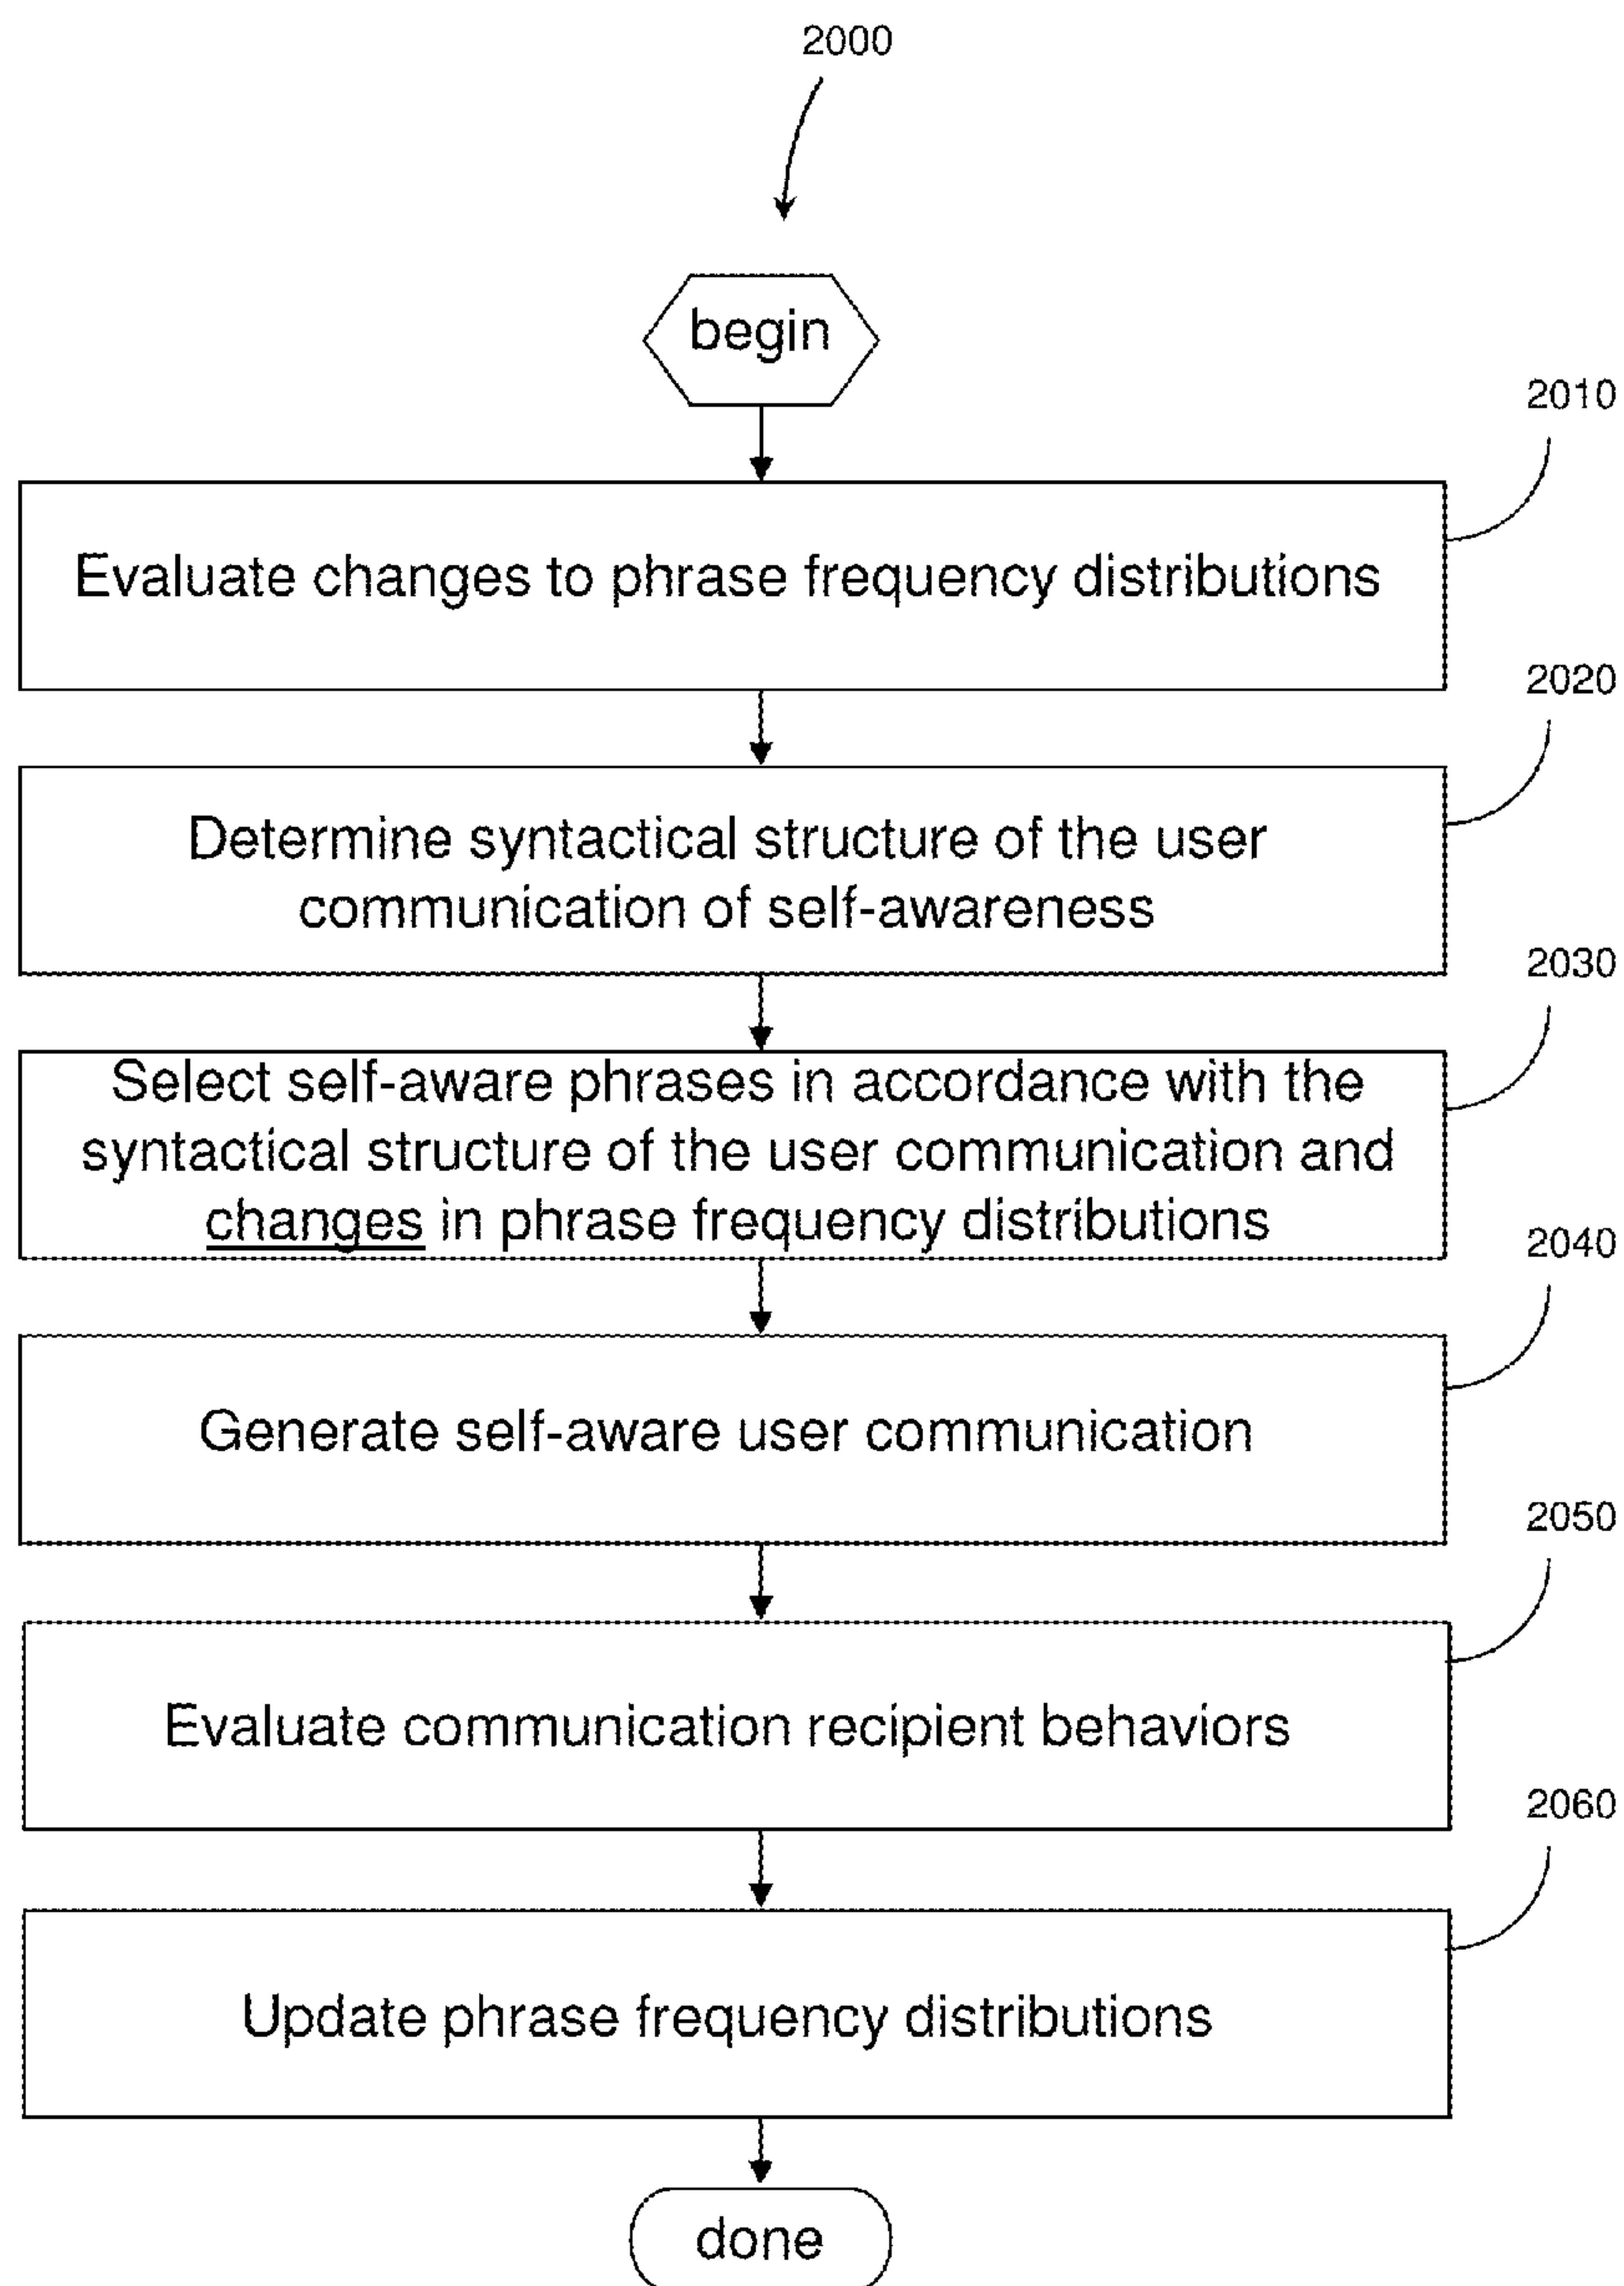 2000
begin
2010
Evaluate changes to phrase frequency distributions
2020
Determine syntactical structure of the user
communication of self-awareness
2030
Select self-aware phrases in accordance with the
syntactical structure of the user communication and
changes in phrase frequency distributions
2040
Generate self-aware user communication
2050
Evaluate communication recipient behaviors
2060
Update phrase frequency distributions
done